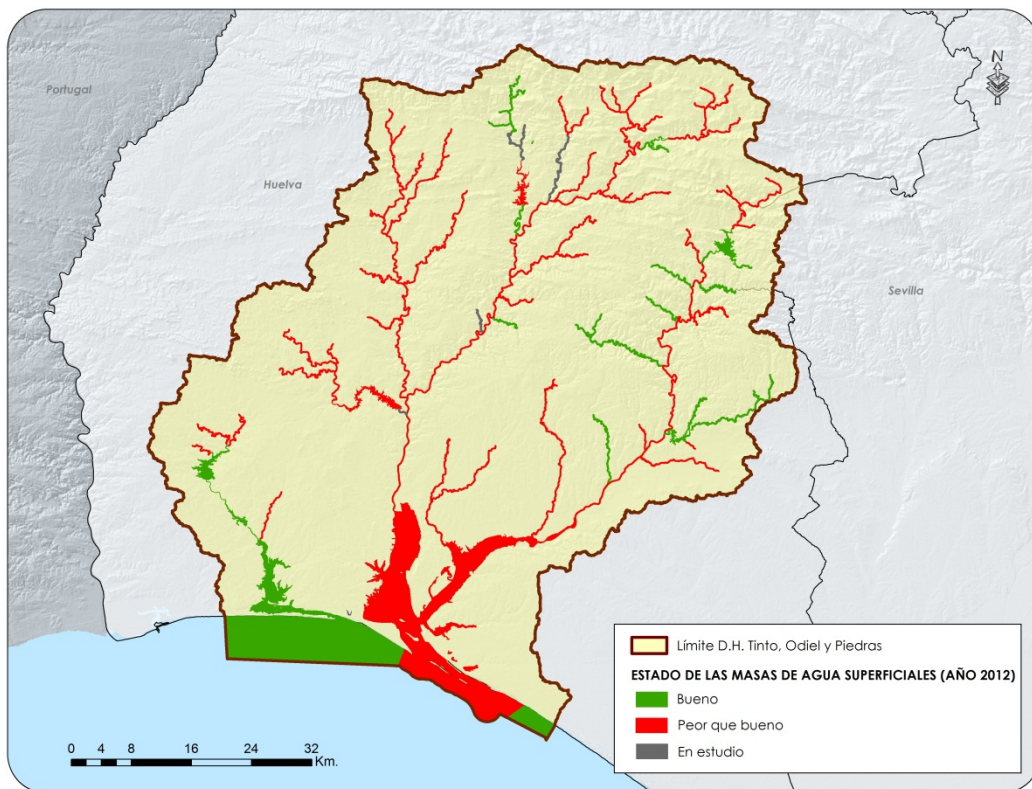 N
Portugal
Huelva
Sevilla
Límite D.H. Tinto, Odiel y Piedras
ESTADO DE LAS MASAS DE AGUA SUPERFICIALES (AÑO 2012)
Bueno
Peor que bueno
En estudio
0 4 8 16 24 32
Km.